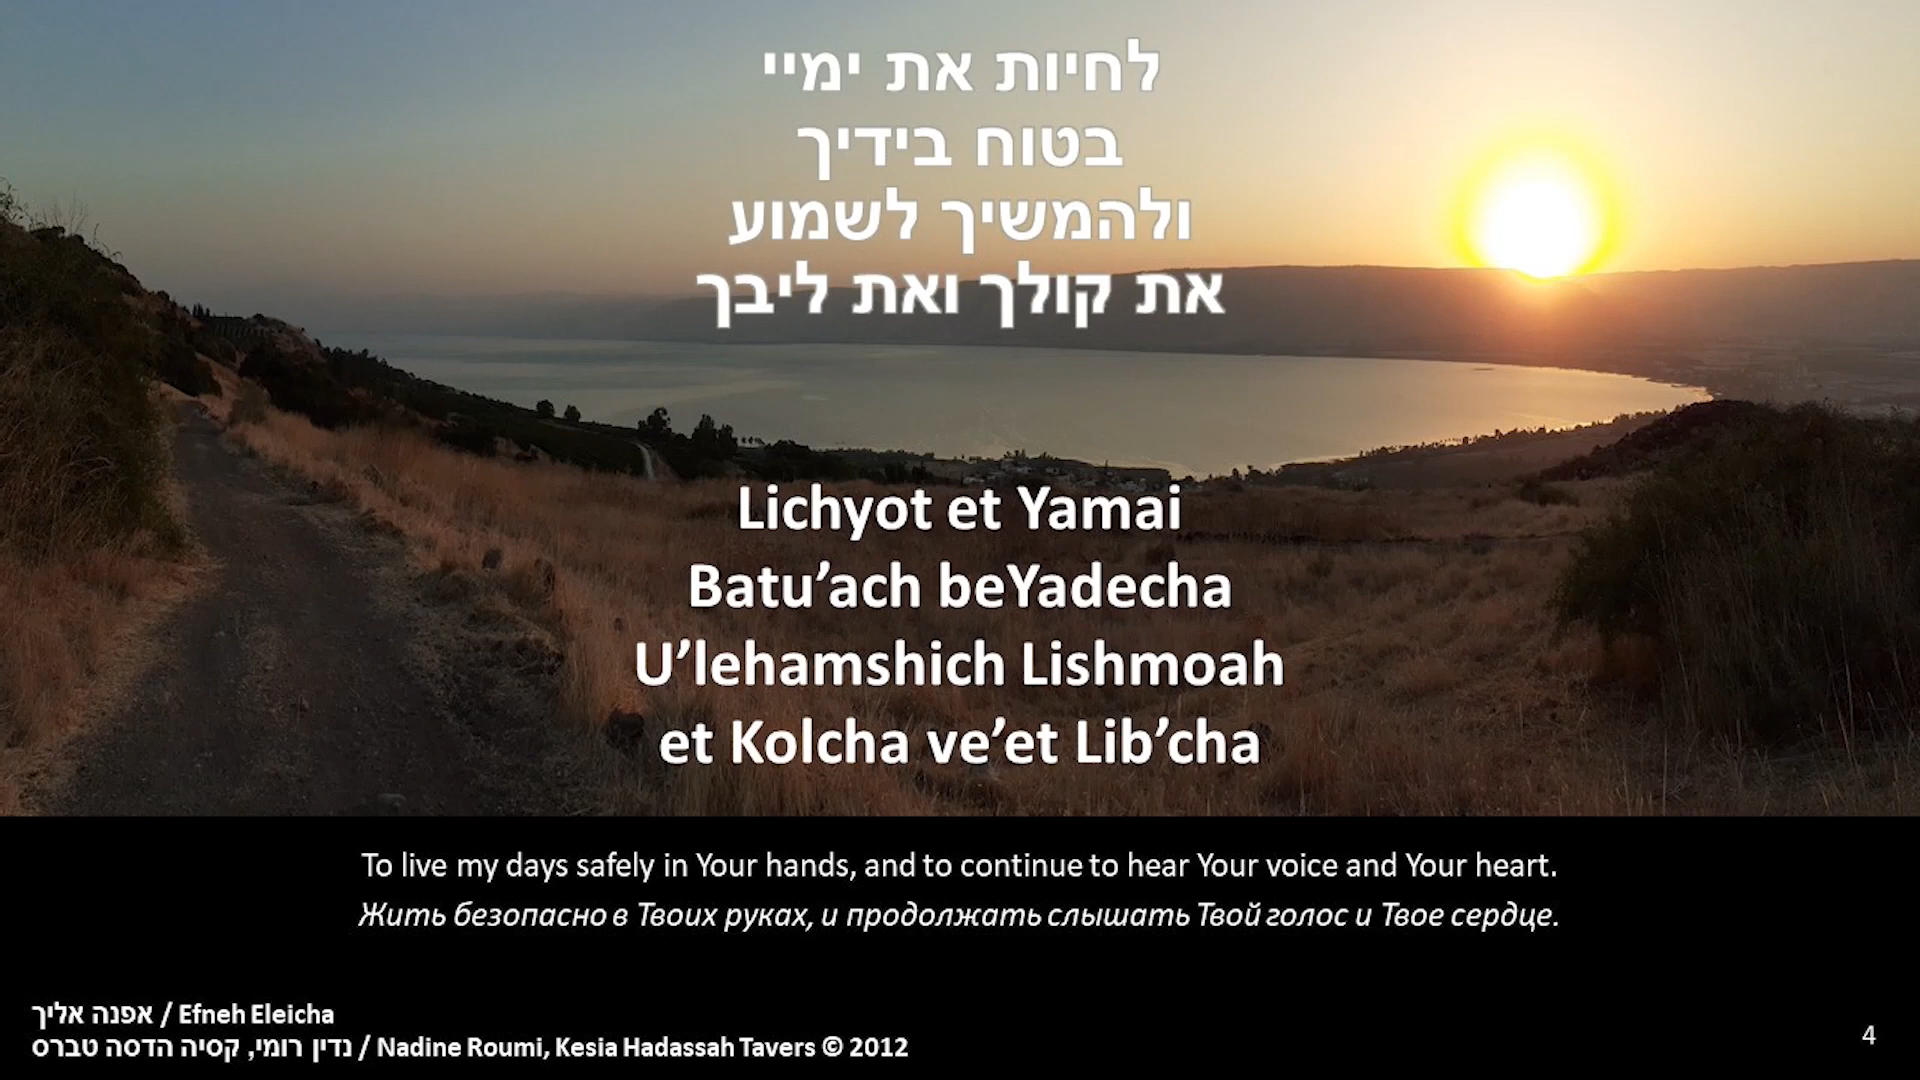 לחיות את ימיי
בטוח בידיך
ולהמשיך לשמוע
את קולך ואת ליבך
Lichyot et Yamai
Batu’ach beYadecha
U’lehamshich Lishmoah
et Kolcha ve’et Lib’cha
To live my days safely in Your hands, and to continue to hear Your voice and Your heart.
Жить безопасно в Твоих руках, и продолжать слышать Твой голос и Твое сердце.
אפנה אליך / Efneh Eleicha
נדין רומי, קסיה הדסה טברס / Nadine Roumi, Kesia Hadassah Tavers © 2012
4